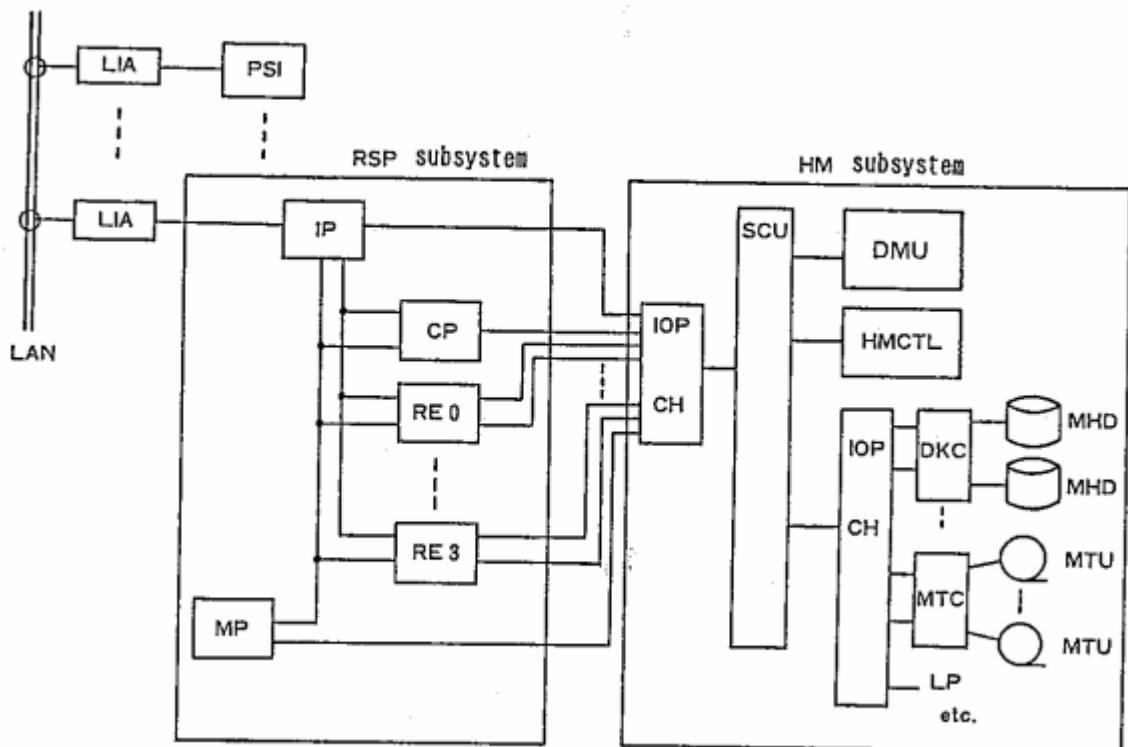 LIA
PSI
RSP subsystem
HM subsystem
LIA
IP
SCU
DMU
IOP
CP
LAN
HMCTL
RE 0
CH
MHD
IOP
DKC
MHD
CH
RE 3
MTU
MTC
MP
MTU
LP
etc.